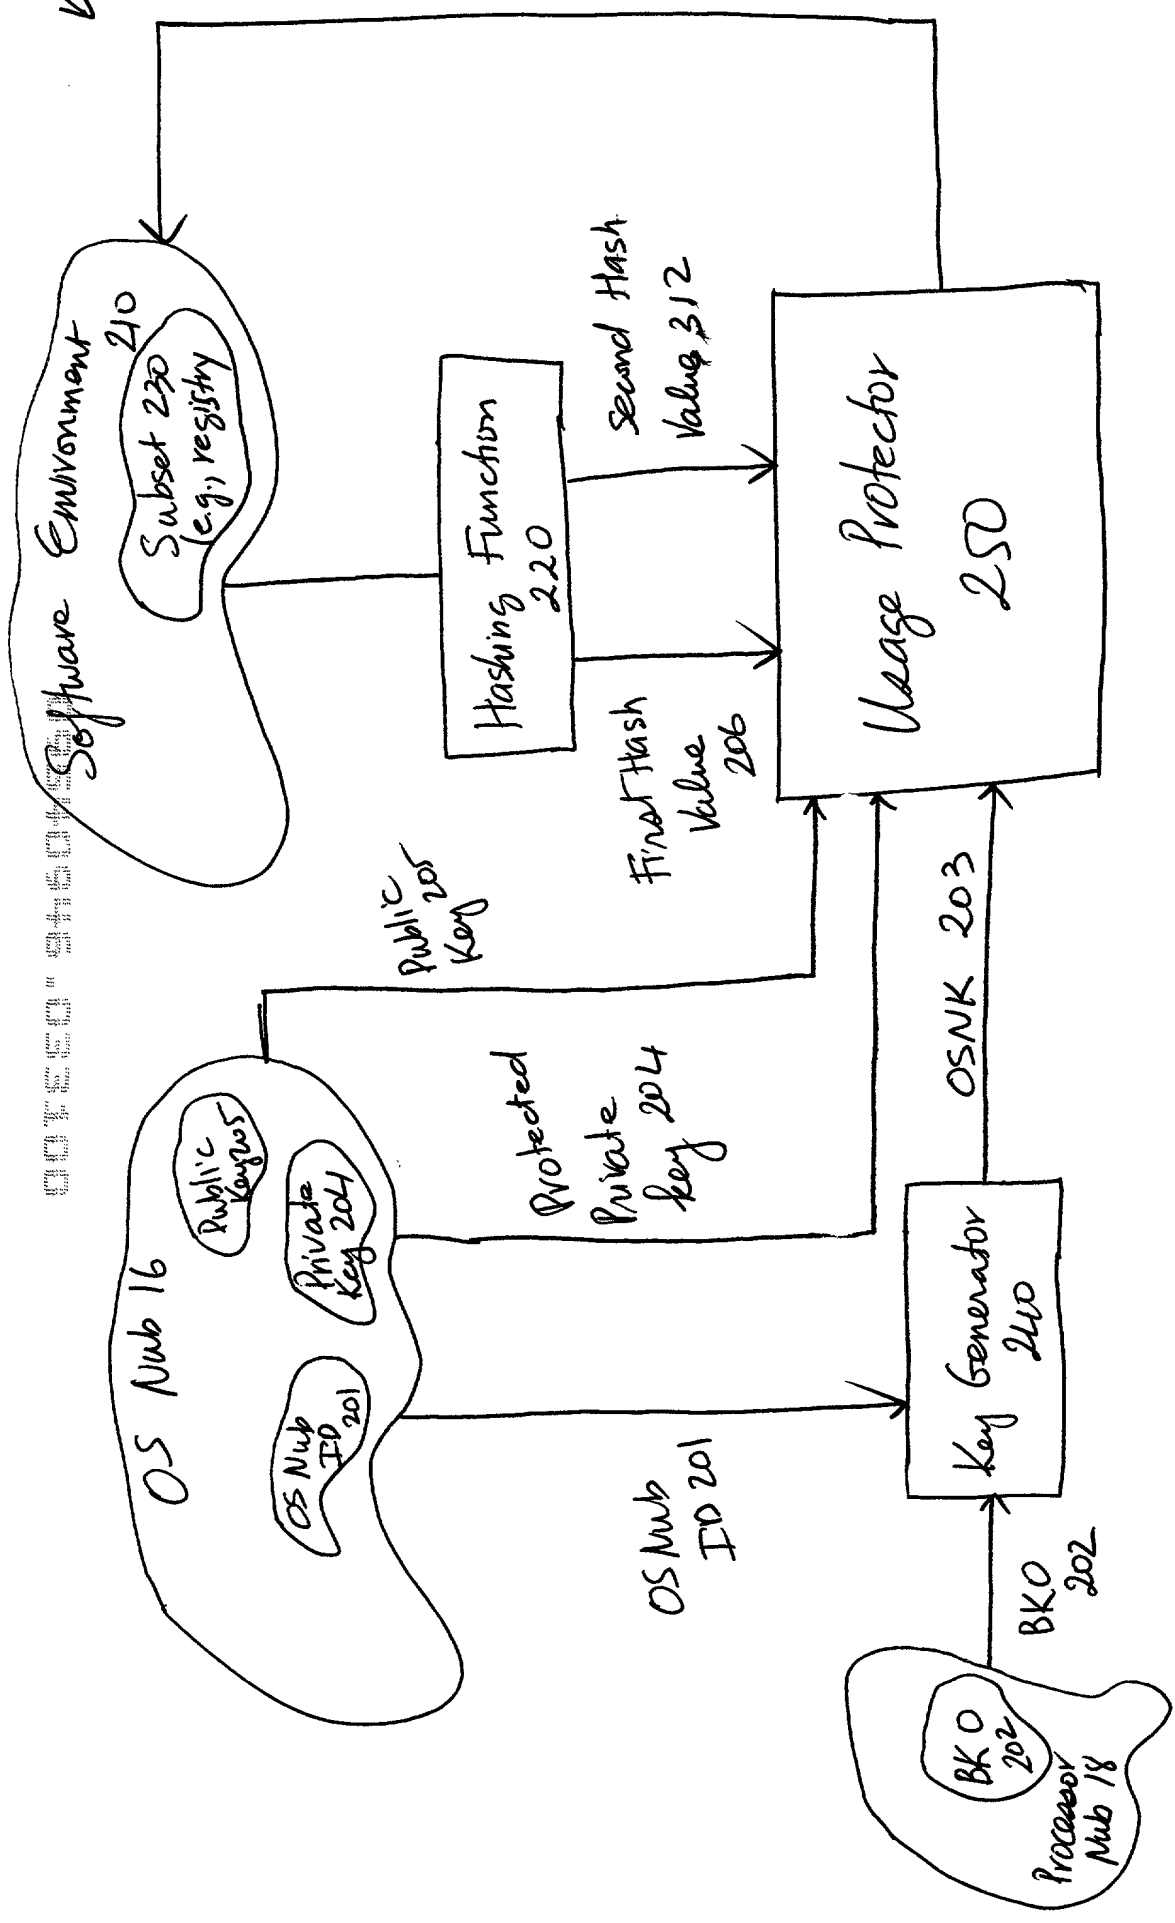 OS Nub 16
OS Nub
ID
201
Private
Key 204
Public
Key 205
Software Environment
210
Subset 230
(e.g., registry
Public
Key 205
Hashing Function
220
Protected
Private
Key 204
OS Nub
ID 201
First Hash
Value
206
Second Hash
Value 312
BKO
202
Processor
Nub 18
BKO
202
Key Generator
240
OSNK 203
Usage Protector
250